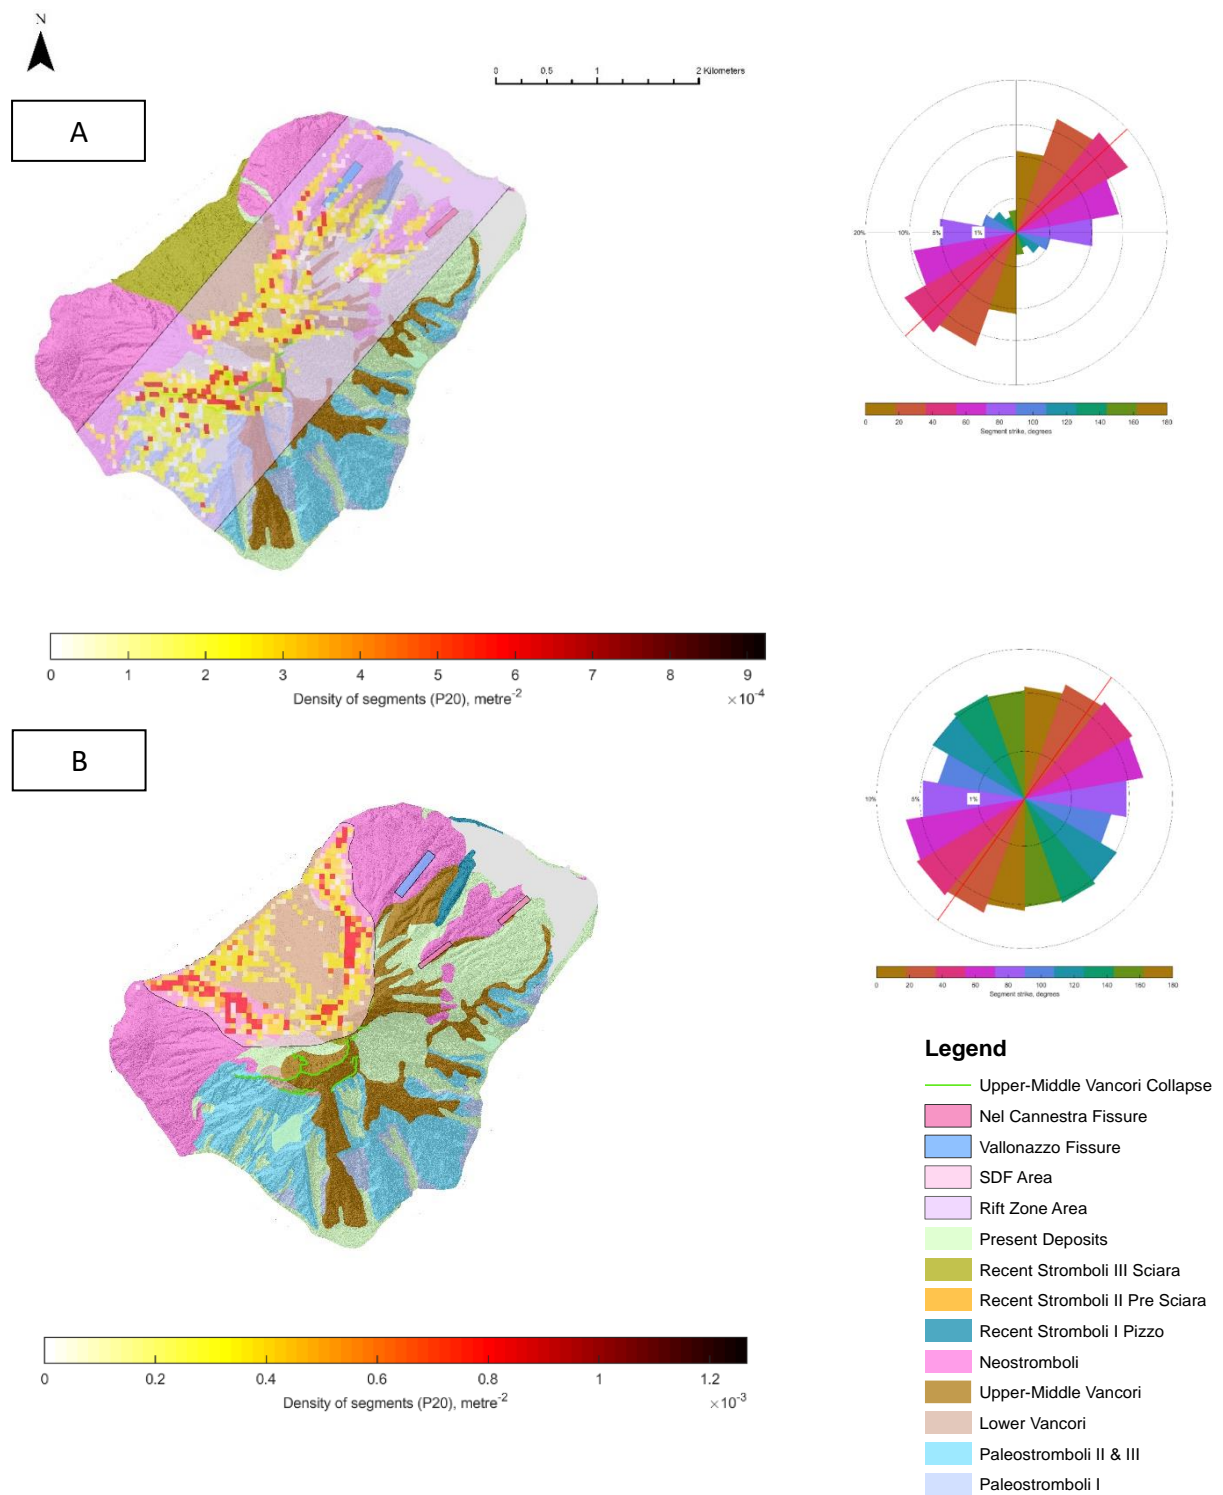 N
0 0.5 1 2 Kilometers
A
20% 10% 5% 1%
0 20 40 60 80 100 120 140 160 180
Segment strike, degrees
0 1 2 3 4 5 6 7 8 9
Density of segments (P20), metre-2 ×10-4
B
10% 5% 1%
0 20 40 60 80 100 120 140 160 180
Segment strike, degrees
Legend
Upper-Middle Vancori Collapse
Nel Cannestra Fissure
Vallonazzo Fissure
SDF Area
Rift Zone Area
Present Deposits
Recent Stromboli III Sciara
Recent Stromboli II Pre Sciara
Recent Stromboli I Pizzo
Neostromboli
Upper-Middle Vancori
Lower Vancori
Paleostromboli II & III
Paleostromboli I
0 0.2 0.4 0.6 0.8 1 1.2
Density of segments (P20), metre-2 ×10-3